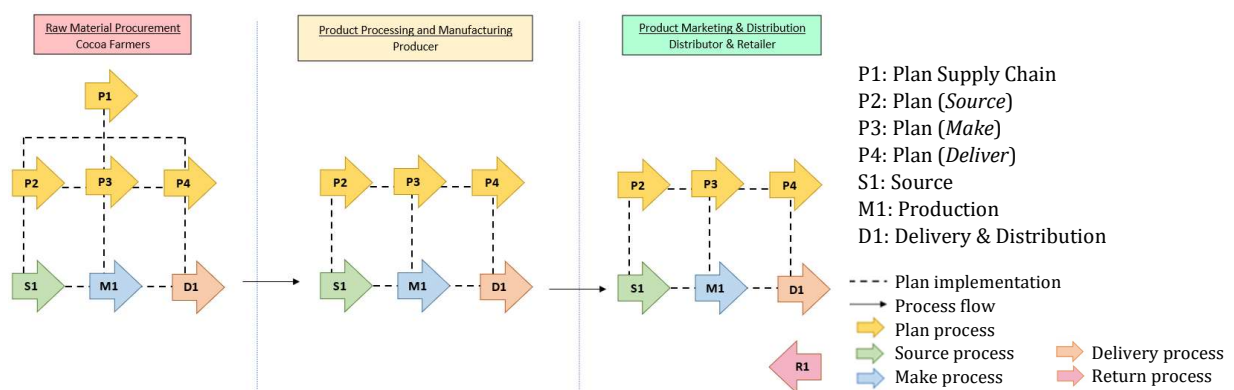 Raw Material Procurement
Cocoa Farmers
Product Processing and Manufacturing
Producer
Product Marketing & Distribution
Distributor & Retailer
P1
P2
P3
P4
S1
M1
D1
P2
P3
P4
S1
M1
D1
P2
P3
P4
S1
M1
D1
R1
P1: Plan Supply Chain
P2: Plan (Source)
P3: Plan (Make)
P4: Plan (Deliver)
S1: Source
M1: Production
D1: Delivery & Distribution
Plan implementation
Process flow
Plan process
Source process
Delivery process
Make process
Return process